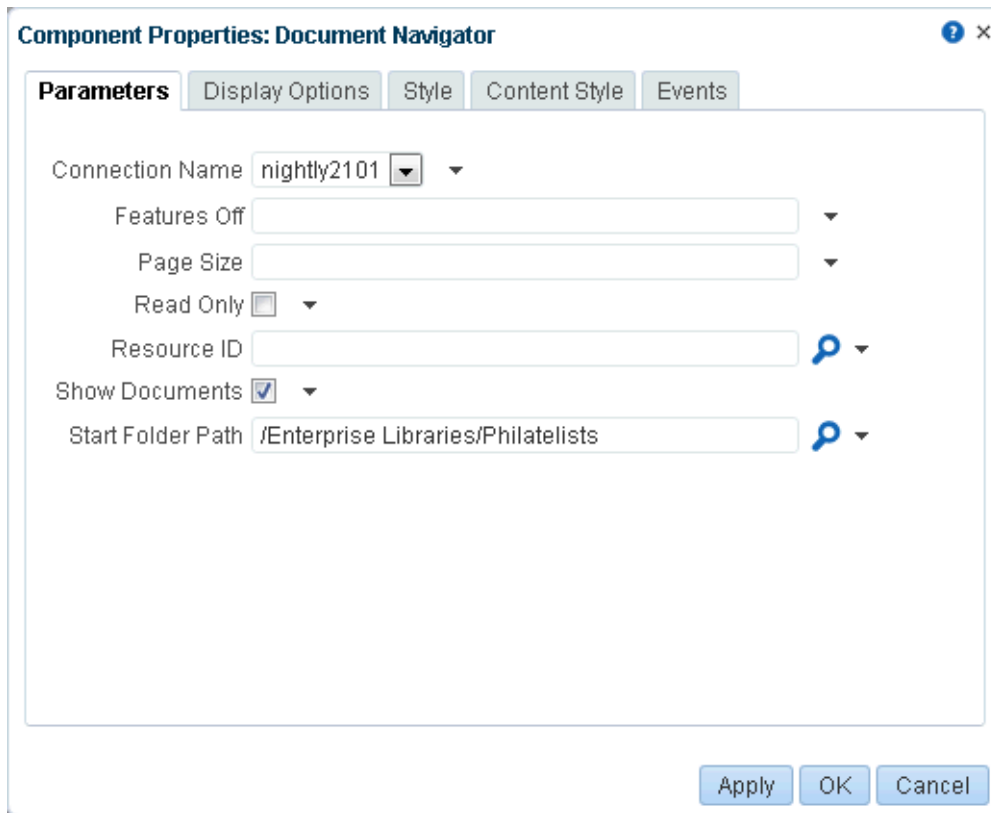 Component Properties: Document Navigator
Parameters Display Options Style Content Style Events
Connection Name nightly2101
Features Off
Page Size
Read Only
Resource ID
Show Documents
Start Folder Path /Enterprise Libraries/Philatelists
Apply OK Cancel